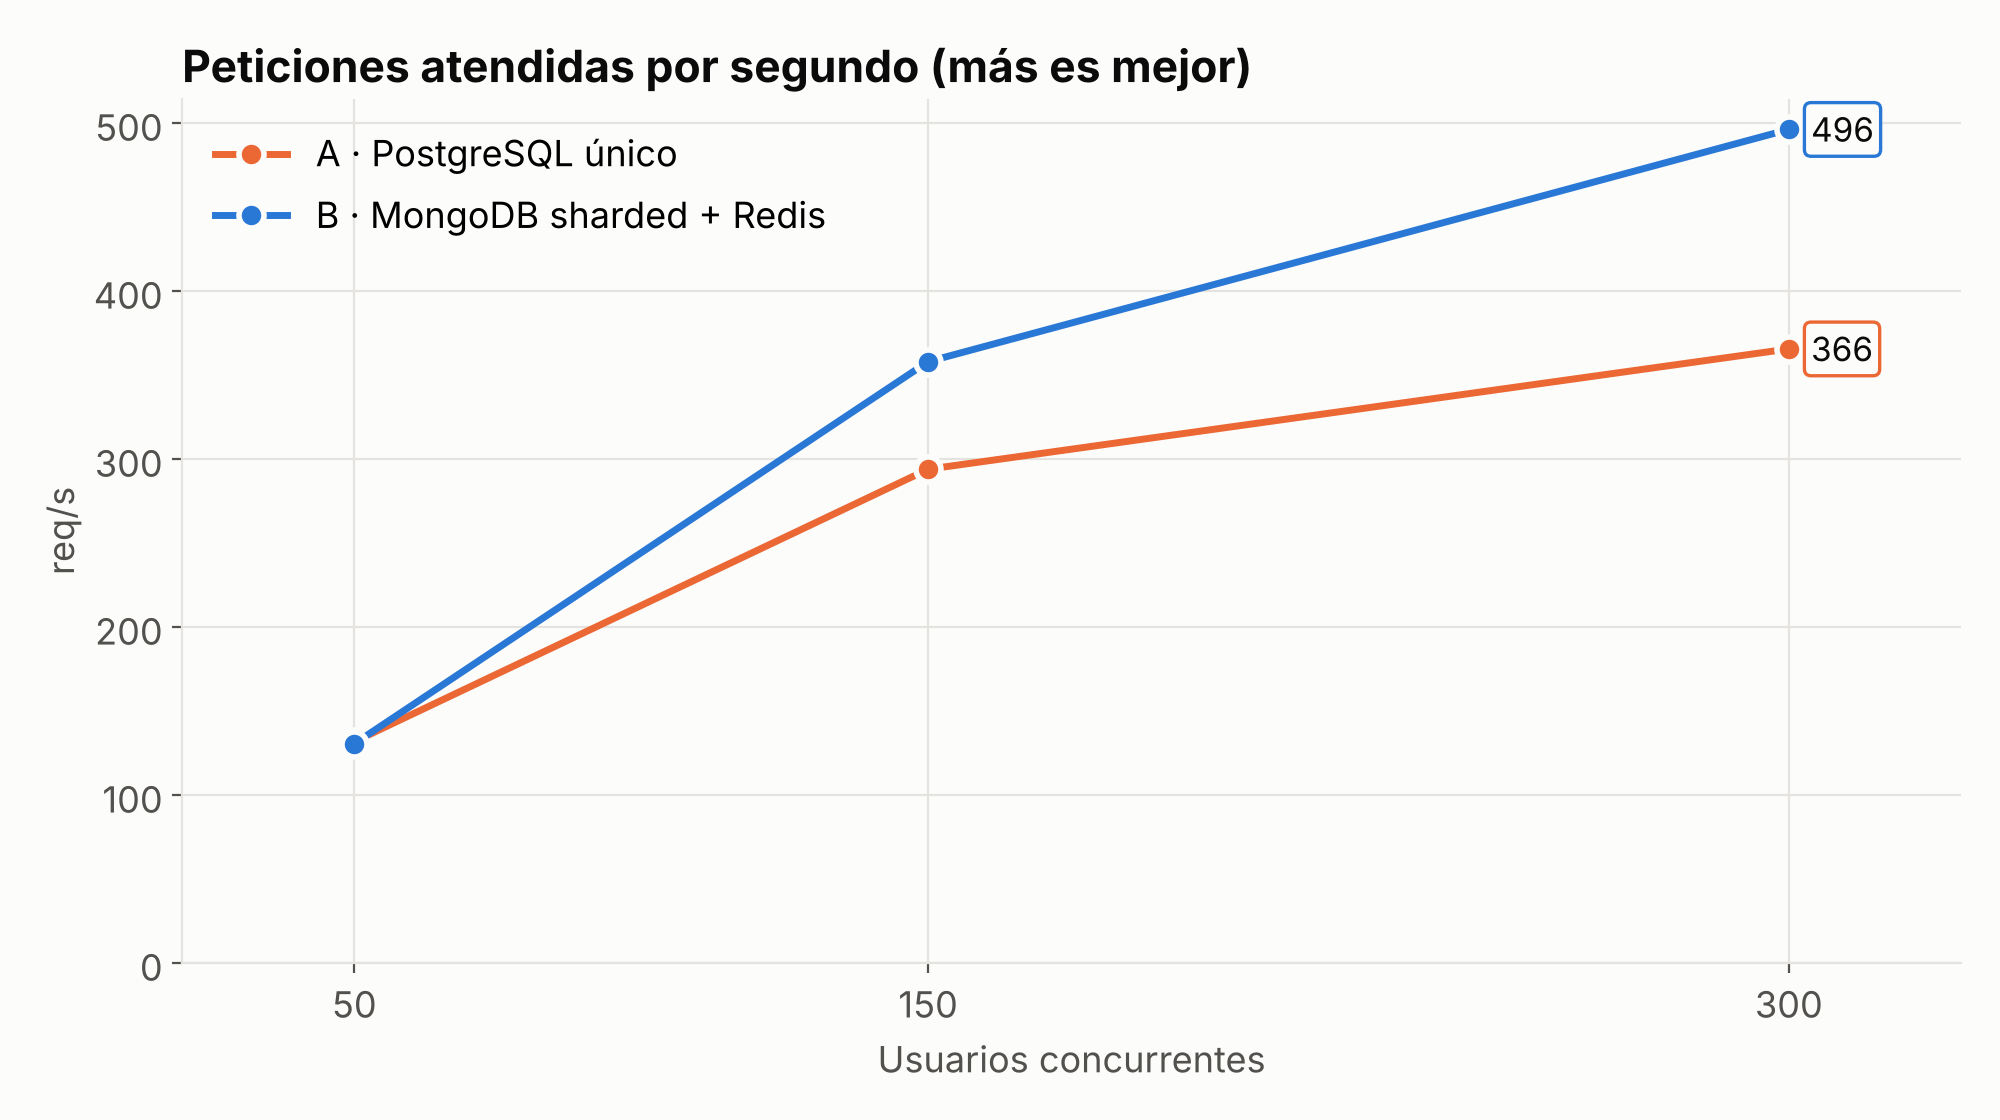 Peticiones atendidas por segundo (más es mejor)
A · PostgreSQL único
B · MongoDB sharded + Redis
496
366
500
400
300
200
100
0
req/s
50
150
300
Usuarios concurrentes